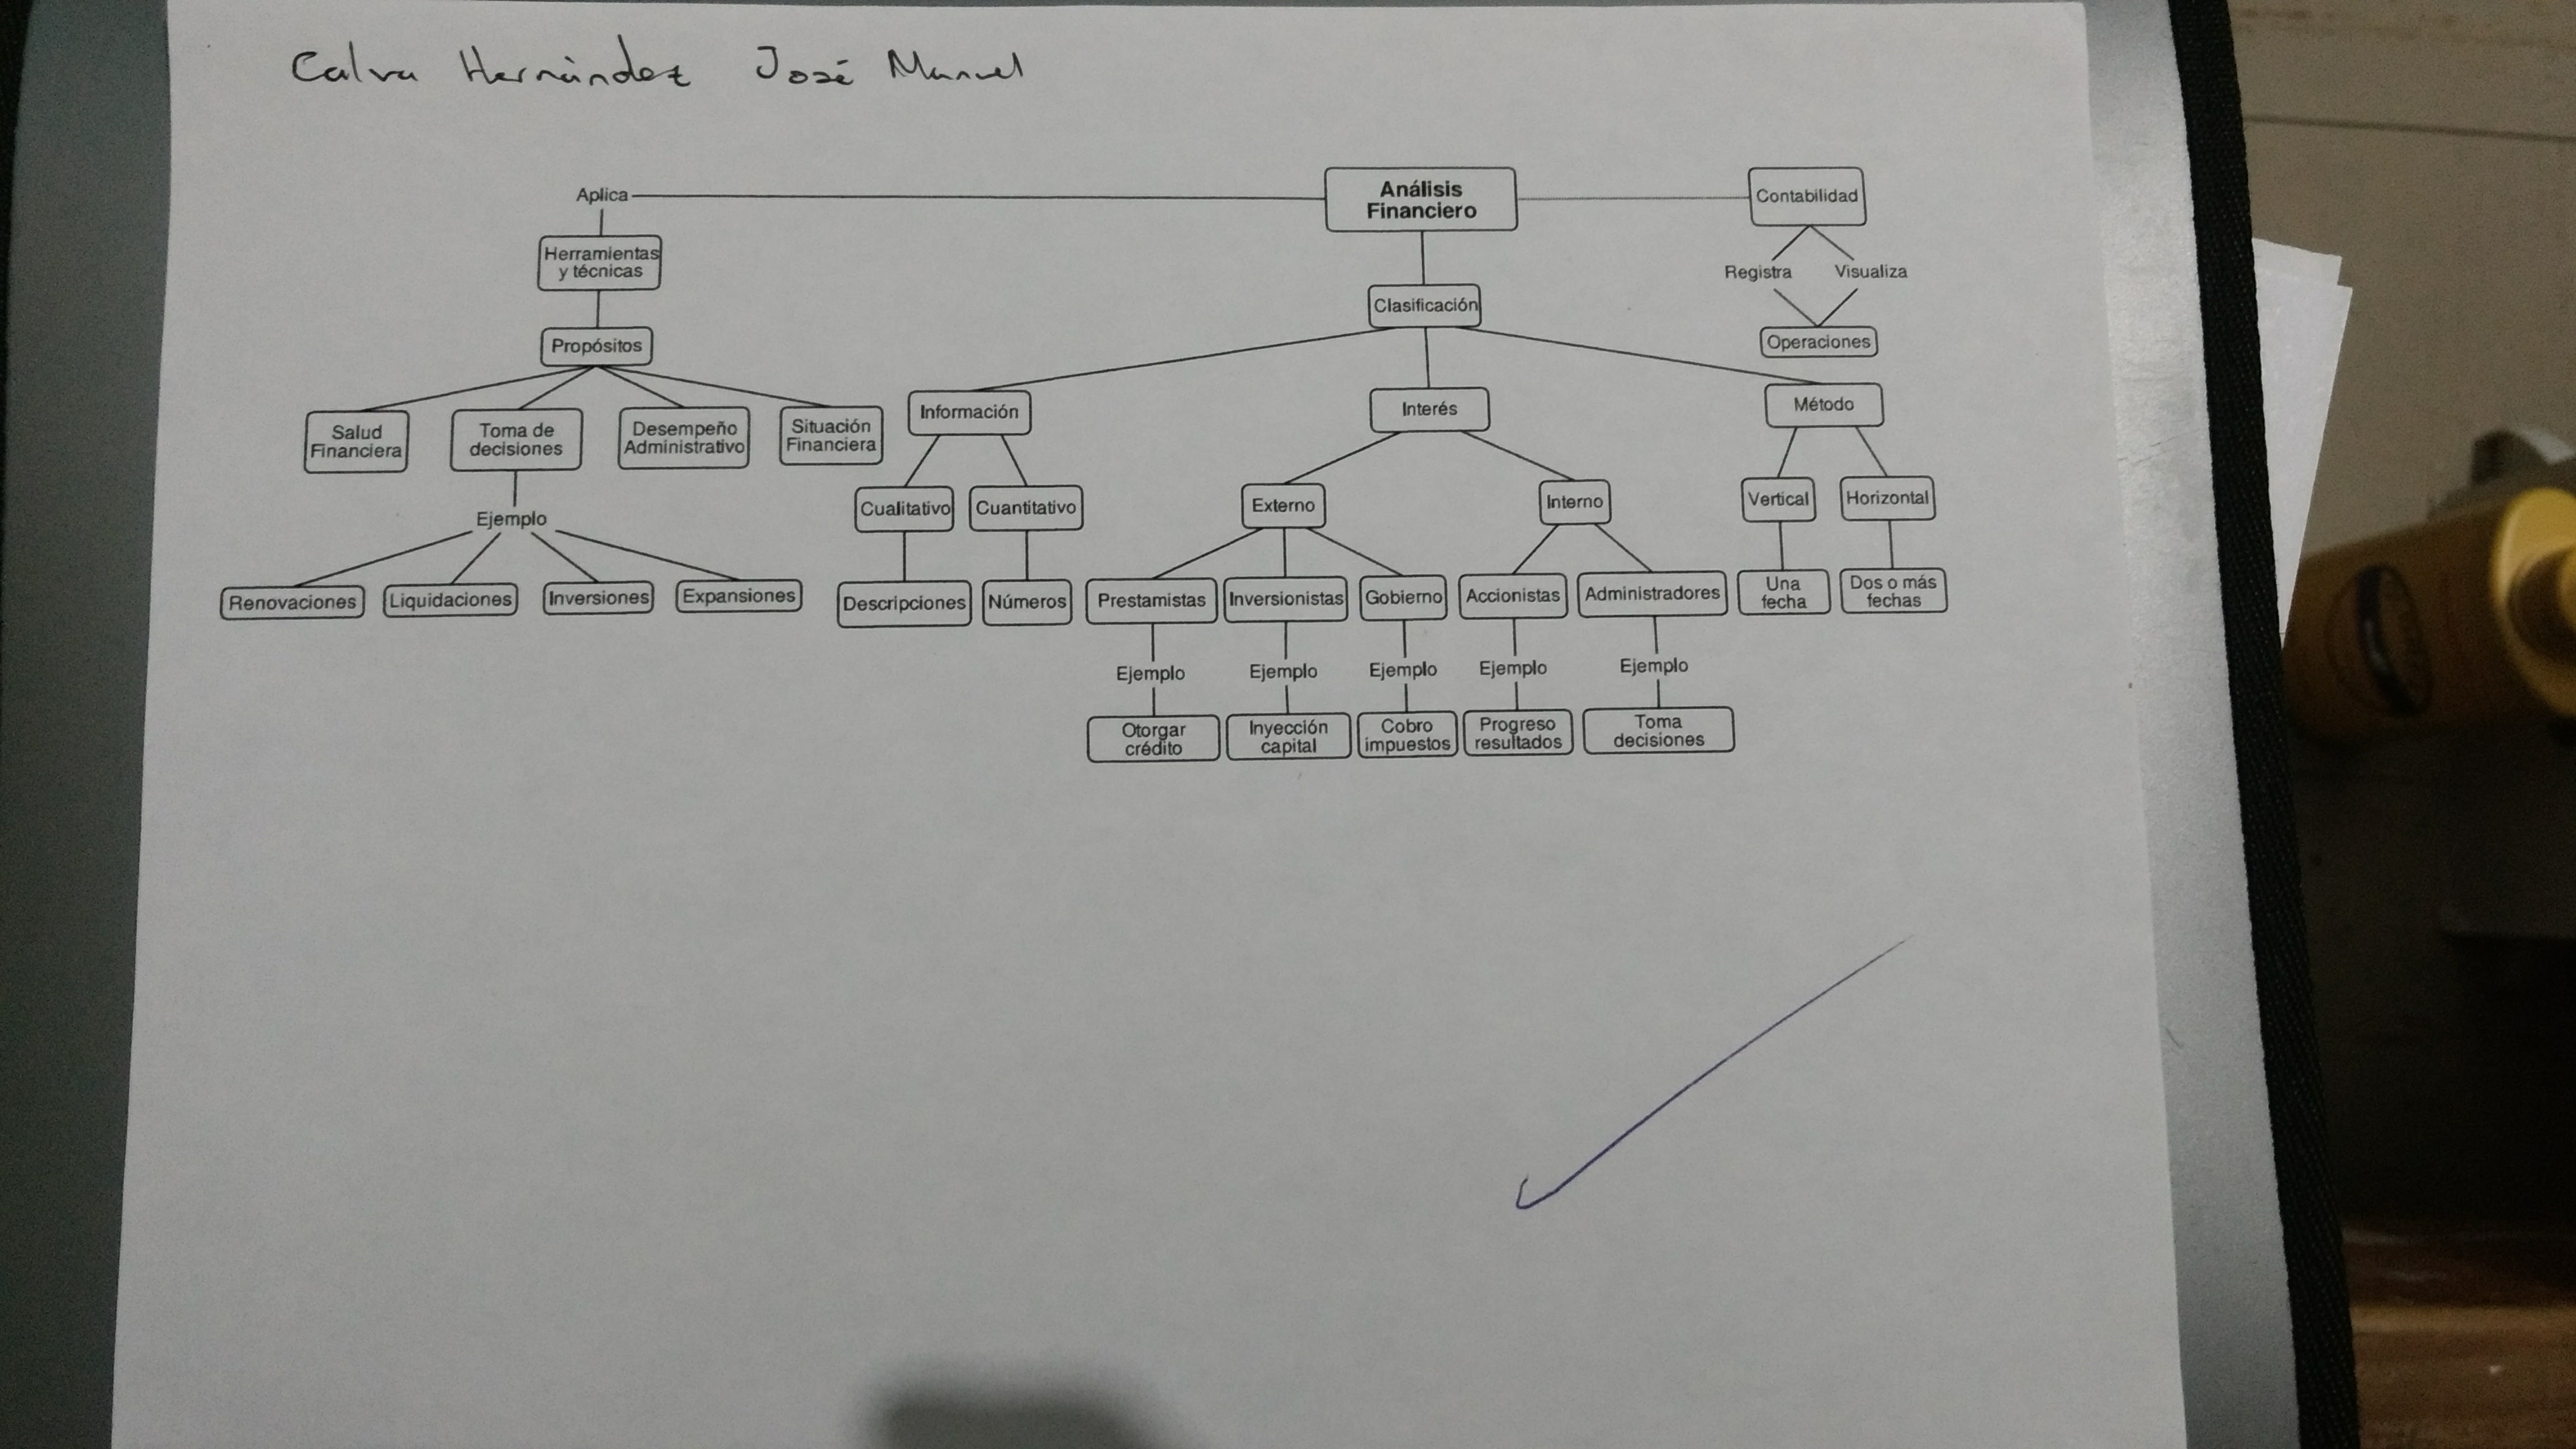 Calva Hernández José Manuel
Análisis
Financiero
Aplica
Contabilidad
Herramientas
y técnicas
Registra
Visualiza
Operaciones
Propósitos
Clasificación
Salud
Financiera
Toma de
decisiones
Desempeño
Administrativo
Situación
Financiera
Ejemplo
Renovaciones
Liquidaciones
Inversiones
Expansiones
Información
Interés
Método
Cualitativo
Cuantitativo
Externo
Interno
Vertical
Horizontal
Descripciones
Números
Prestamistas
Inversionistas
Gobierno
Accionistas
Administradores
Una
fecha
Dos o más
fechas
Ejemplo
Ejemplo
Ejemplo
Ejemplo
Ejemplo
Otorgar
crédito
Inyección
capital
Cobro
impuestos
Progreso
resultados
Toma
decisiones